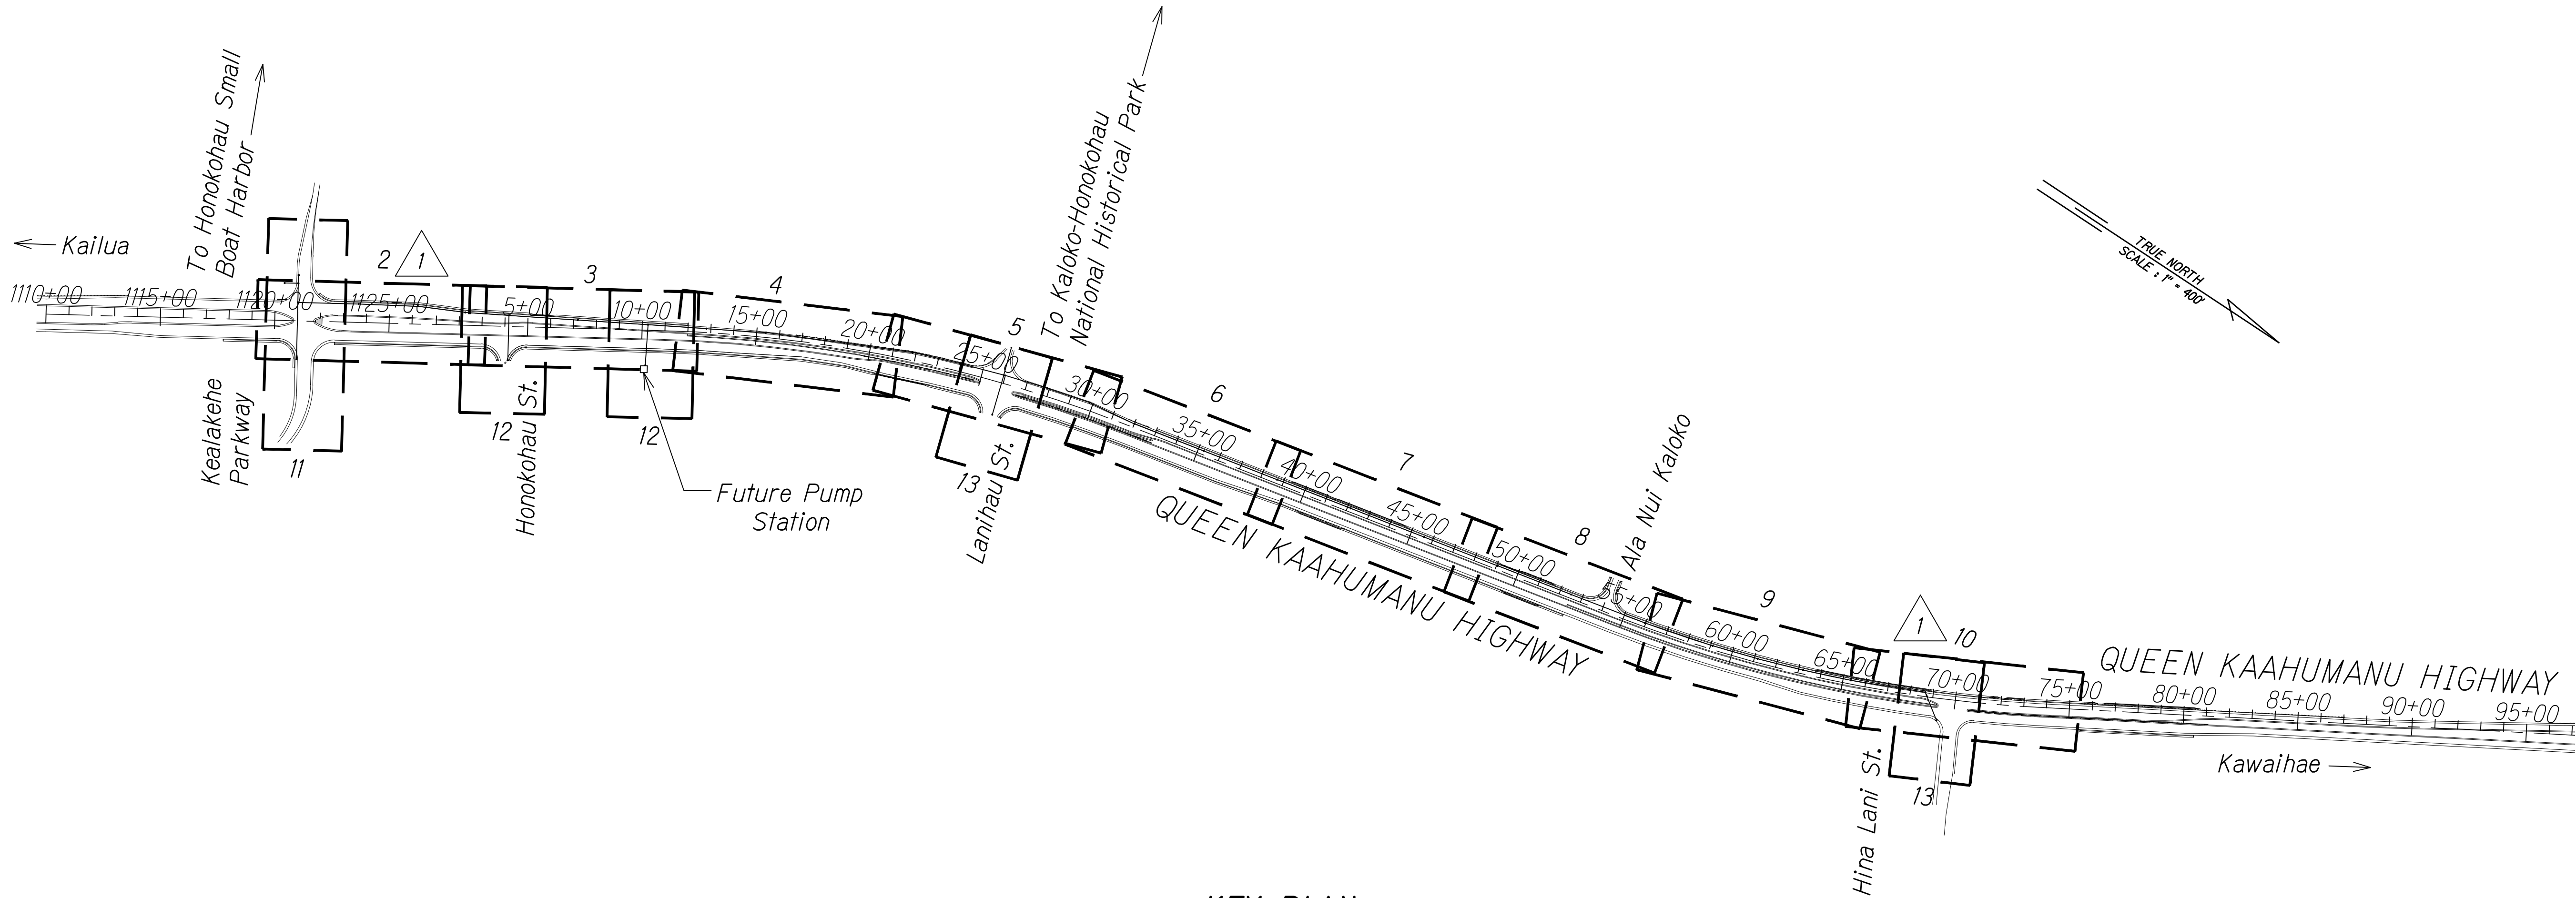 To Honokohau Small
Boat Harbor
Kailua
2
1
3
4
1110+00
1115+00
1120+00
1125+00
5+00
10+00
15+00
20+00
25+00
5
To Kaloko-Honokohau
National Historical Park
TRUE NORTH
SCALE : 1" = 400'
30+00
6
35+00
40+00
7
45+00
50+00
8
Ala Nui Kaloko
55+00
9
60+00
65+00
1
10
70+00
75+00
80+00
85+00
90+00
95+00
QUEEN KAAHUMANU HIGHWAY
Kealakehe
Parkway
11
12
Honokohau St.
12
Future Pump
Station
13
Lanihau St.
QUEEN KAAHUMANU HIGHWAY
Kawaihae
13
Hina Lani St.
KEY PLAN